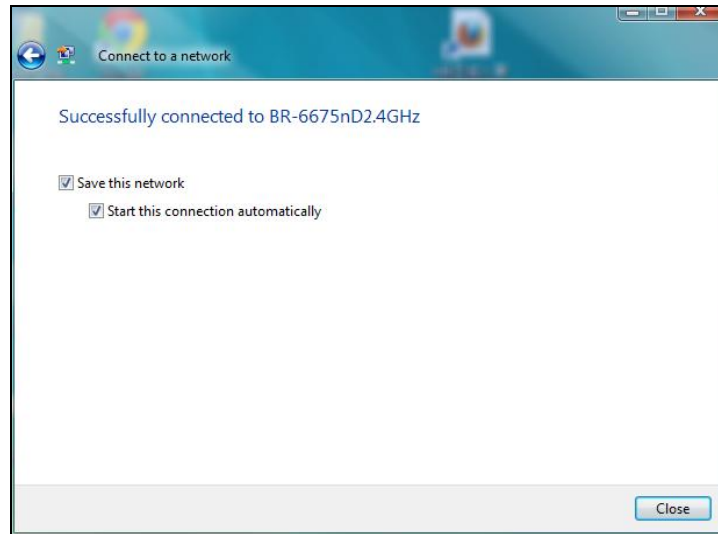 Connect to a network
Successfully connected to BR-6675nD2.4GHz
Save this network
Start this connection automatically
Close